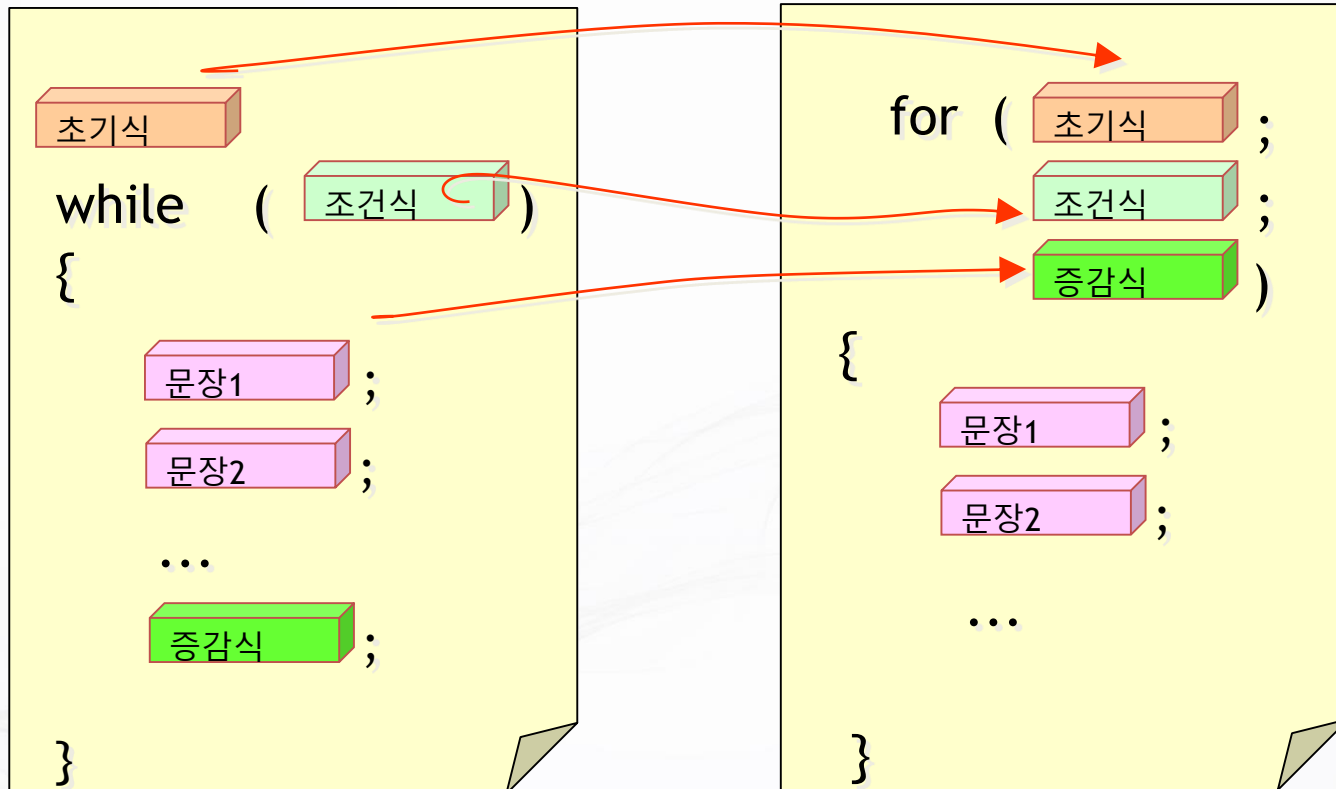 초기식
while ( 조건식 )
{
문장1 ;
문장2 ;
...
증감식 ;
}
for ( 초기식 ;
조건식 ;
증감식 )
{
문장1 ;
문장2 ;
...
}